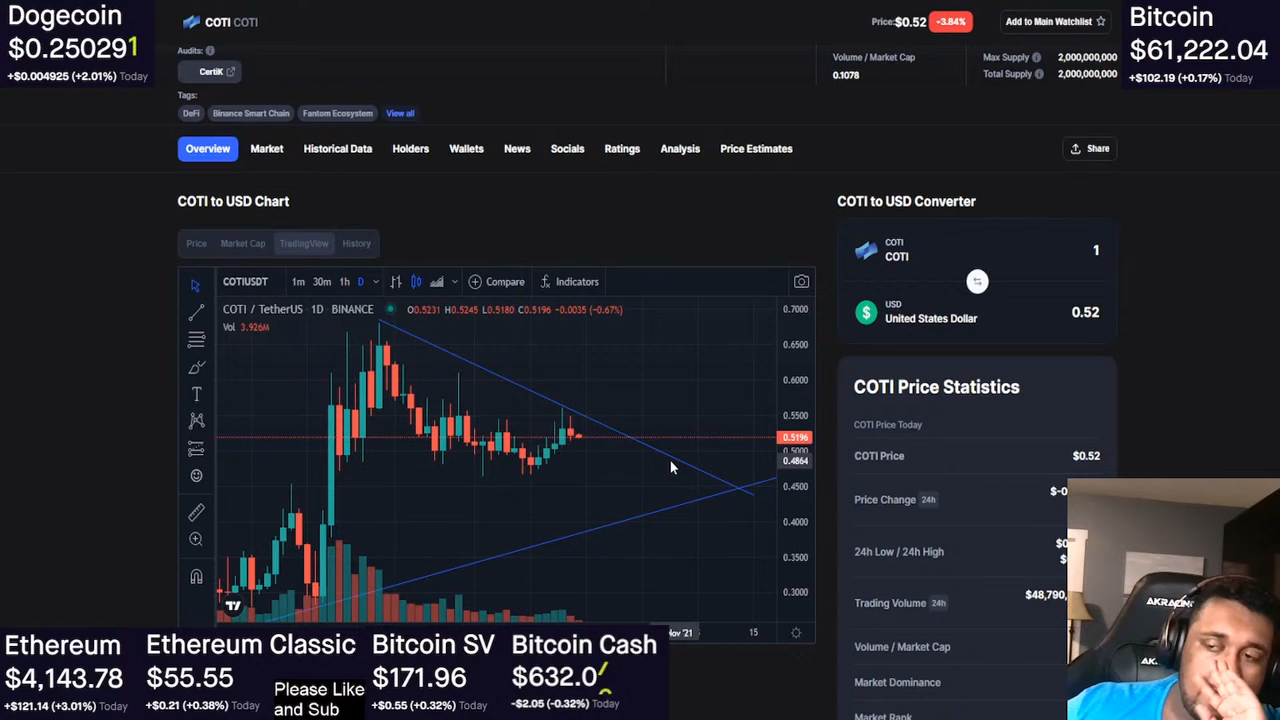 Dogecoin
$0.250291
+$0.004925 (+2.01%) Today
COTI COTI
Price: $0.52 -3.84%
Add to Main Watchlist
Bitcoin
$61,222.04
+$102.19 (+0.17%) Today
Audits:
CertiK
Tags:
DeFi Binance Smart Chain Fantom Ecosystem View all
Volume / Market Cap
0.1078
Max Supply 2,000,000,000
Total Supply 2,000,000,000
Overview Market Historical Data Holders Wallets News Socials Ratings Analysis Price Estimates
Share
COTI to USD Chart
Price Market Cap TradingView History
COTIUSDT 1m 30m 1h D Compare Indicators
COTI / TetherUS 1D BINANCE O0.5231 H0.5245 L0.5180 C0.5196 -0.0035 (-0.67%)
Vol 3.926M
0.7000
0.6500
0.6000
0.5500
0.5196
0.5000
0.4864
0.4500
0.4000
0.3500
0.3000
Nov '21
15
COTI to USD Converter
COTI
COTI
1
USD
United States Dollar
0.52
COTI Price Statistics
COTI Price Today
COTI Price $0.52
Price Change 24h
24h Low / 24h High
Trading Volume 24h $48,790,
Volume / Market Cap
Market Dominance
Market Rank
AKRACING
Ethereum
$4,143.78
+$121.14 (+3.01%) Today
Ethereum Classic
$55.55
+$0.21 (+0.38%) Today
Please Like
and Sub
Bitcoin SV
$171.96
+$0.55 (+0.32%) Today
Bitcoin Cash
$632.0
-$2.05 (-0.32%) Today